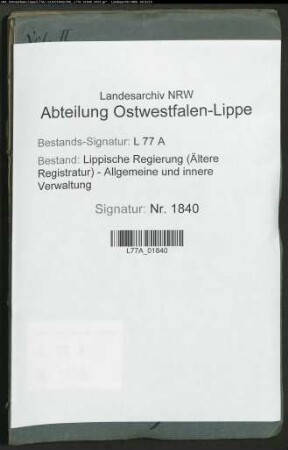 Landesarchiv NRW
Abteilung Ostwestfalen-Lippe
Bestands-Signatur: L 77 A
Bestand: Lippische Regierung (Ältere
Registratur) - Allgemeine und innere
Verwaltung
Signatur: Nr. 1840
L77A_01840